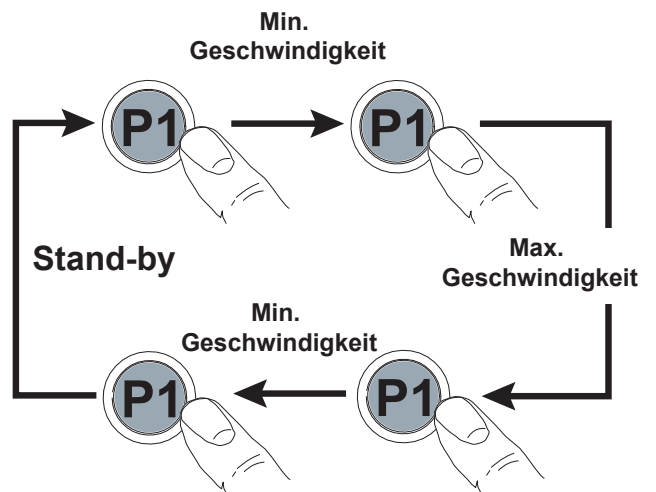 Min.
Geschwindigkeit
P1
P1
Stand-by
Max.
Geschwindigkeit
Min.
Geschwindigkeit
P1
P1